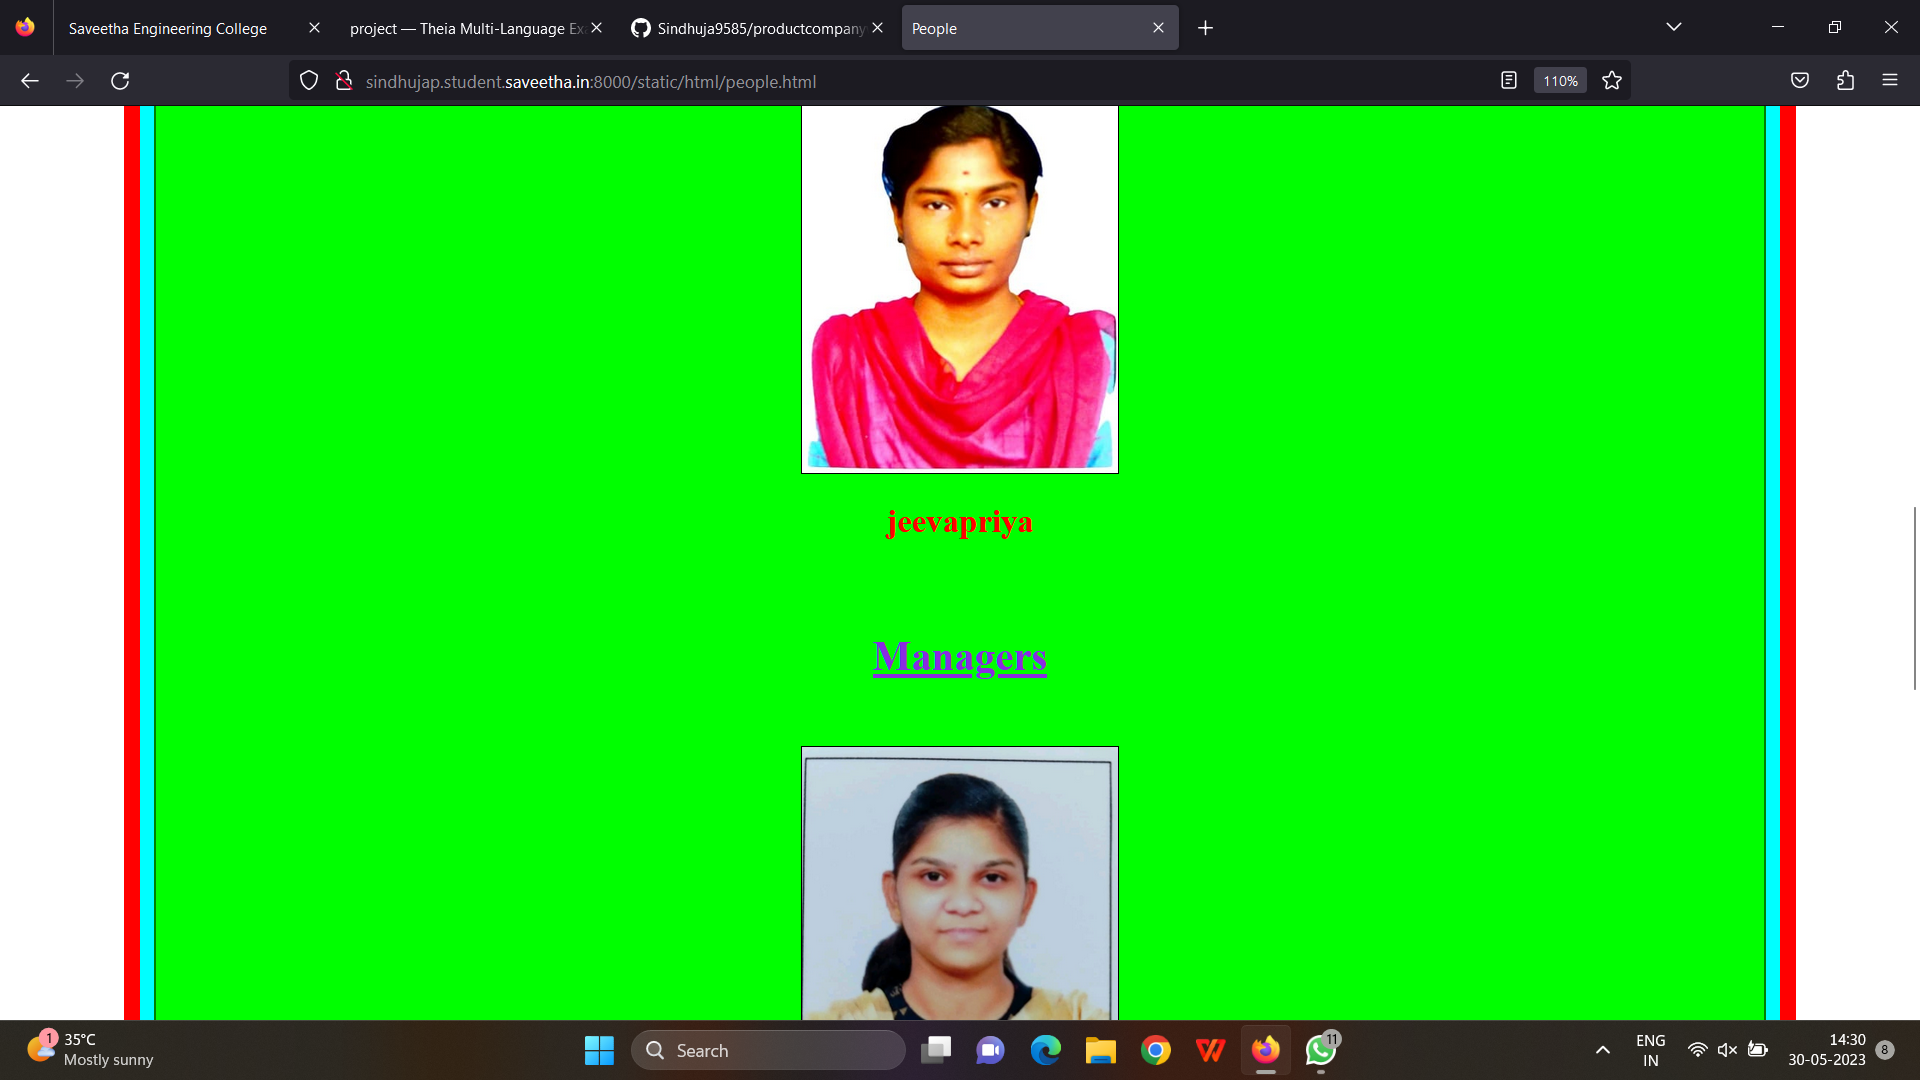 Saveetha Engineering College
project — Theia Multi-Language Ex
Sindhuja9585/productcompany
People
sindhujap.student.saveetha.in:8000/static/html/people.html
110%
jeevapriya
Managers
1
35°C
Mostly sunny
Search
11
ENG
IN
14:30
30-05-2023
8